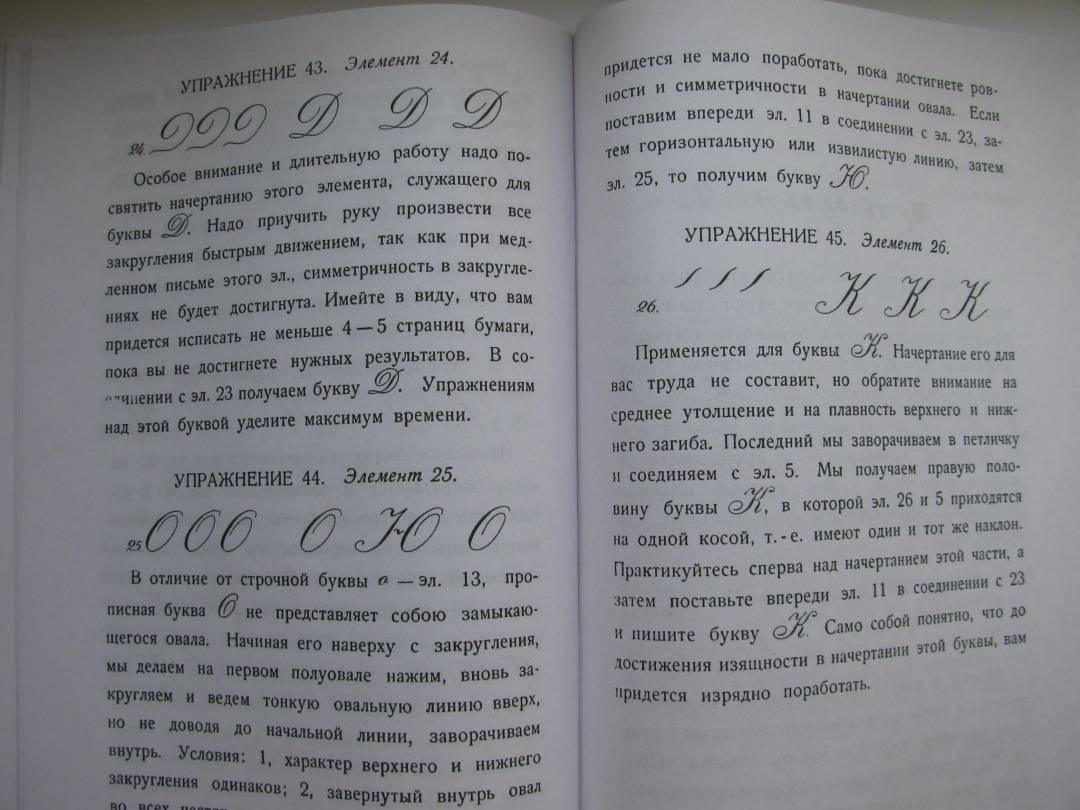 УПРАЖНЕНИЕ 43. Элемент 24.
24. Д Д Д
Особое внимание и длительную работу надо по-
святить начертанию этого элемента, служащего для
буквы Д. Надо приучить руку произвести все
закругления быстрым движением, так как при мед-
ленном письме этого эл., симметричность в закругле-
ниях не будет достигнута. Имейте в виду, что вам
придется исписать не меньше 4 — 5 страниц бумаги,
пока вы не достигнете нужных результатов. В со-
единении с эл. 23 получаем букву Д. Упражнениям
над этой буквой уделите максимум времени.
УПРАЖНЕНИЕ 44. Элемент 25.
25 О О О О Ю О
В отличие от строчной буквы о — эл. 13, про-
писная буква О не представляет собою замыкаю-
щегося овала. Начиная его наверху с закругления,
мы делаем на первом полуовале нажим, вновь за-
кругляем и ведем тонкую овальную линию вверх,
но не доводя до начальной линии, заворачиваем
внутрь. Условия: 1, характер верхнего и нижнего
закругления одинаков; 2, завернутый внутрь овал
во всех
придется не мало поработать, пока достигнете ров-
ности и симметричности в начертании овала. Если
поставим впереди эл. 11 в соединении с эл. 23, за-
тем горизонтальную или извилистую линию, затем
эл. 25, то получим букву Ю.
УПРАЖНЕНИЕ 45. Элемент 26.
26. К К К
Применяется для буквы К. Начертание его для
вас труда не составит, но обратите внимание на
среднее утолщение и на плавность верхнего и ниж-
него загиба. Последний мы заворачиваем в петличку
и соединяем с эл. 5. Мы получаем правую поло-
вину буквы К, в которой эл. 26 и 5 приходятся
на одной косой, т.-е. имеют один и тот же наклон.
Практикуйтесь сперва над начертанием этой части, а
затем поставьте впереди эл. 11 в соединении с 23
и пишите букву К. Само собой понятно, что до
достижения изящности в начертании этой буквы, вам
придется изрядно поработать.